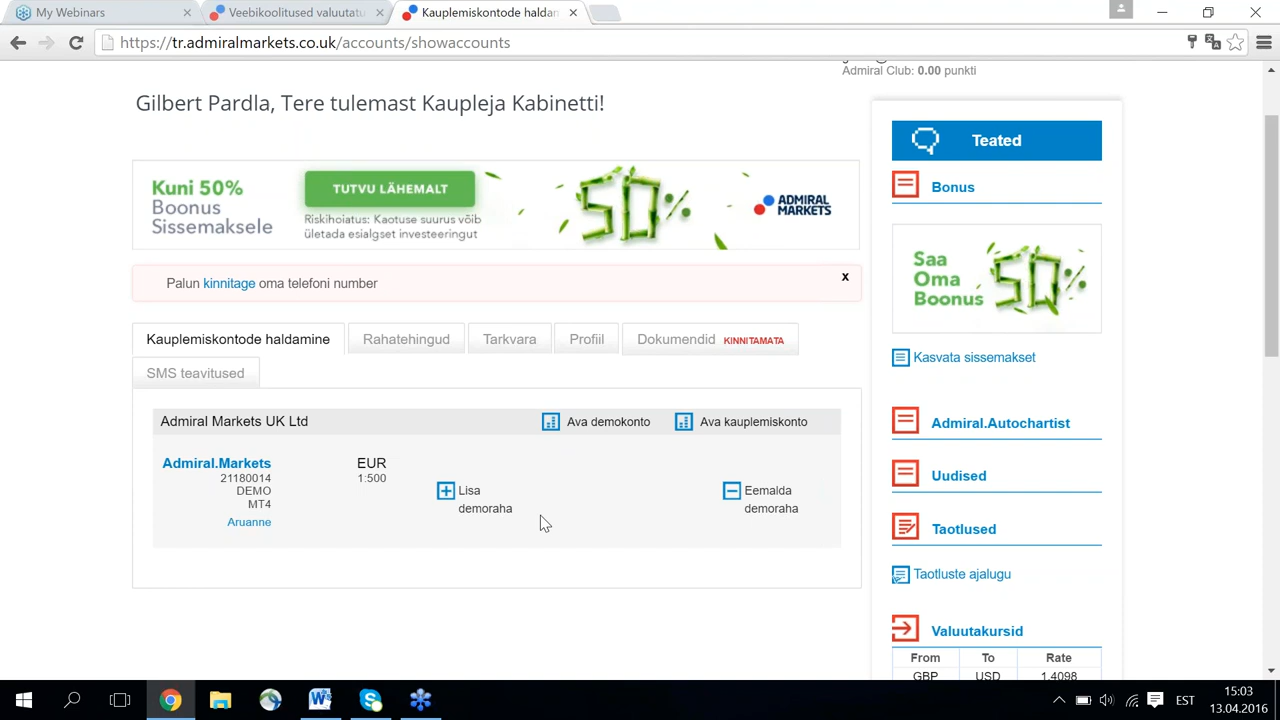 My Webinars
Veebikoolitused valuutatu
Kauplemiskontode haldan
https://tr.admiralmarkets.co.uk/accounts/showaccounts
Admiral Club: 0.00 punkti
Gilbert Pardla, Tere tulemast Kaupleja Kabinetti!
Kuni 50%
Boonus
Sissemaksele
TUTVU LÄHEMALT
Riskihoiatus: Kaotuse suurus võib
ületada esialgset investeeringut
50%
ADMIRAL
MARKETS
Palun kinnitage oma telefoni number
x
Kauplemiskontode haldamine
Rahatehingud
Tarkvara
Profiil
Dokumendid KINNITAMATA
SMS teavitused
Admiral Markets UK Ltd
Ava demokonto
Ava kauplemiskonto
Admiral.Markets
21180014
DEMO
MT4
Aruanne
EUR
1:500
Lisa
demoraha
Eemalda
demoraha
Teated
Bonus
Saa
Oma
Boonus
50%
Kasvata sissemakset
Admiral.Autochartist
Uudised
Taotlused
Taotluste ajalugu
Valuutakursid
From To Rate
GBP USD 1.4098
EST
15:03
13.04.2016